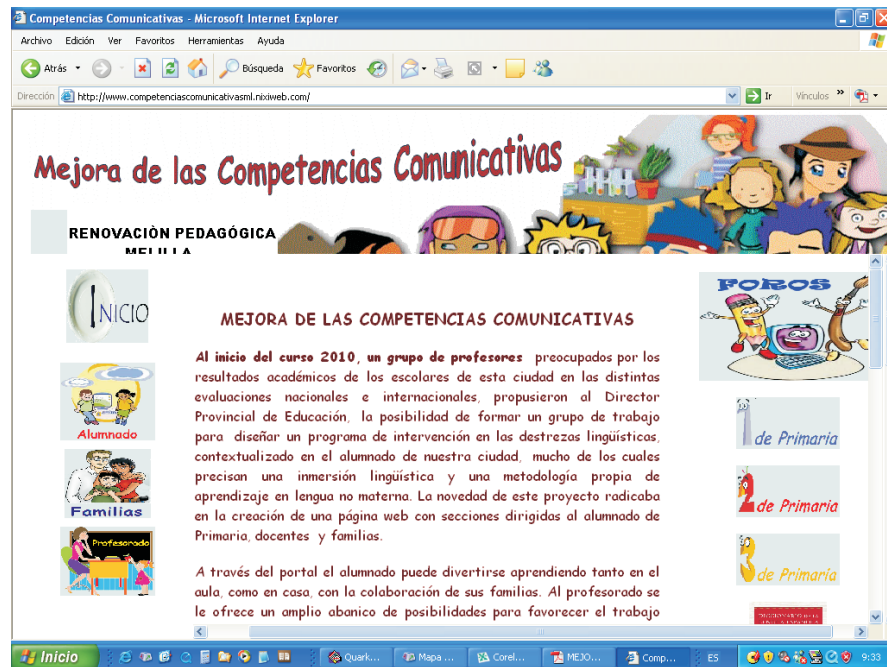 Competencias Comunicativas - Microsoft Internet Explorer
Archivo Edición Ver Favoritos Herramientas Ayuda
Atrás Búsqueda Favoritos
Dirección http://www.competenciascomunicativasml.nixiweb.com/ Ir Vínculos »
Mejora de las Competencias Comunicativas
RENOVACIÒN PEDAGÓGICA
MELILLA
INICIO
Alumnado
Familias
Profesorado
MEJORA DE LAS COMPETENCIAS COMUNICATIVAS
Al inicio del curso 2010, un grupo de profesores preocupados por los
resultados académicos de los escolares de esta ciudad en las distintas
evaluaciones nacionales e internacionales, propusieron al Director
Provincial de Educación, la posibilidad de formar un grupo de trabajo
para diseñar un programa de intervención en las destrezas lingüísticas,
contextualizado en el alumnado de nuestra ciudad, mucho de los cuales
precisan una inmersión lingüística y una metodología propia de
aprendizaje en lengua no materna. La novedad de este proyecto radicaba
en la creación de una página web con secciones dirigidas al alumnado de
Primaria, docentes y familias.
A través del portal el alumnado puede divertirse aprendiendo tanto en el
aula, como en casa, con la colaboración de sus familias. Al profesorado se
le ofrece un amplio abanico de posibilidades para favorecer el trabajo
FOROS
1 de Primaria
2 de Primaria
3 de Primaria
Inicio Quark... Mapa ... Corel... MEJO... Comp... ES 9:33